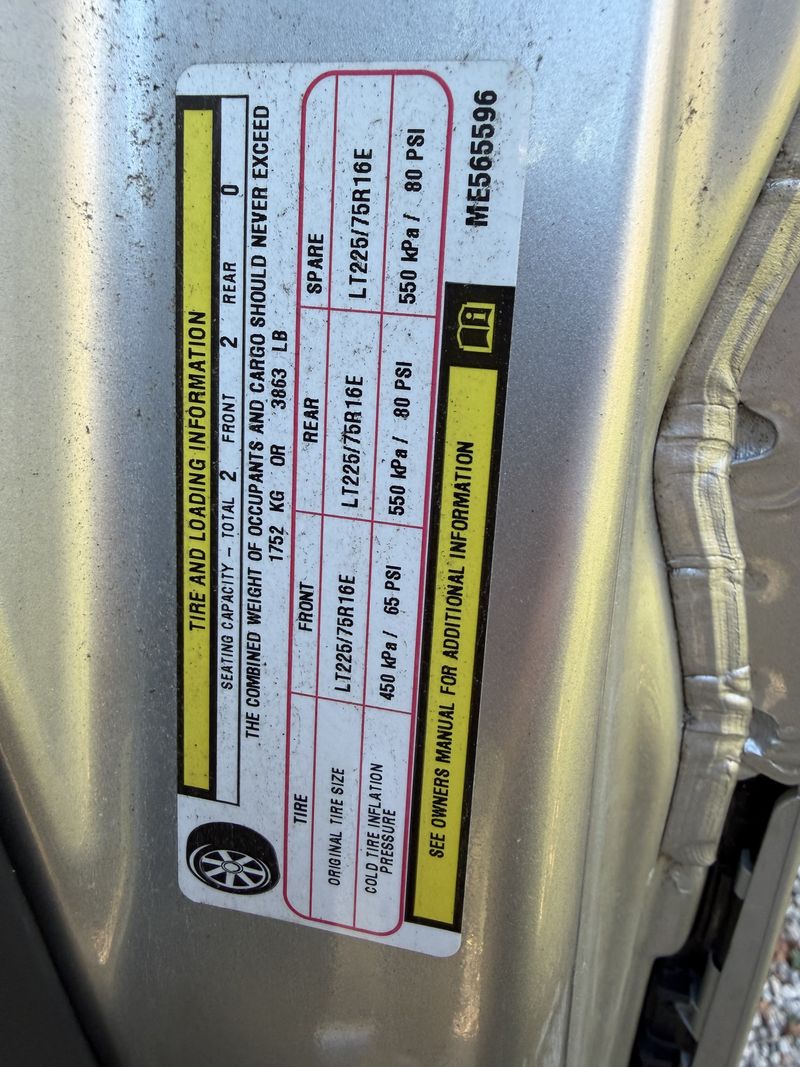 TIRE AND LOADING INFORMATION
SEATING CAPACITY – TOTAL 2 FRONT 2 REAR 0
THE COMBINED WEIGHT OF OCCUPANTS AND CARGO SHOULD NEVER EXCEED
1752 KG OR 3863 LB
TIRE FRONT REAR SPARE
ORIGINAL TIRE SIZE LT225/75R16E LT225/75R16E LT225/75R16E
COLD TIRE INFLATION PRESSURE 450 kPa / 65 PSI 550 kPa / 80 PSI 550 kPa / 80 PSI
SEE OWNERS MANUAL FOR ADDITIONAL INFORMATION
ME565596